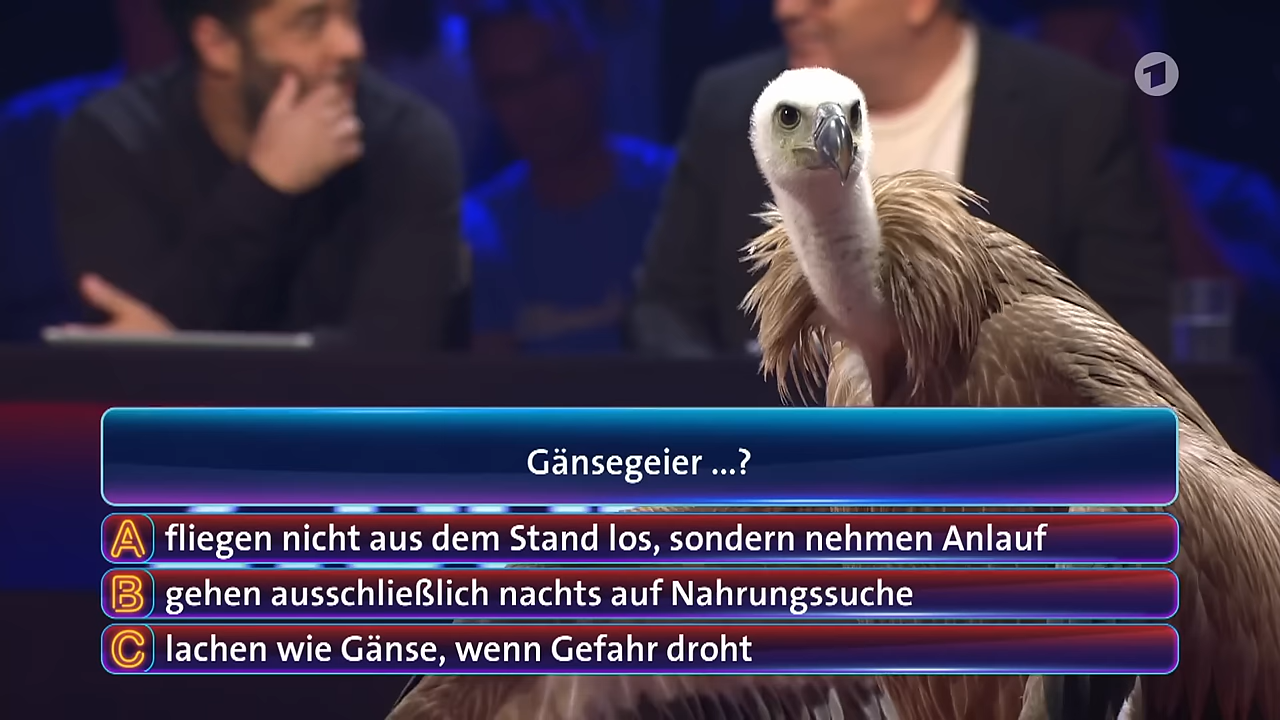 1
Gänsegeier ...?
A fliegen nicht aus dem Stand los, sondern nehmen Anlauf
B gehen ausschließlich nachts auf Nahrungssuche
C lachen wie Gänse, wenn Gefahr droht